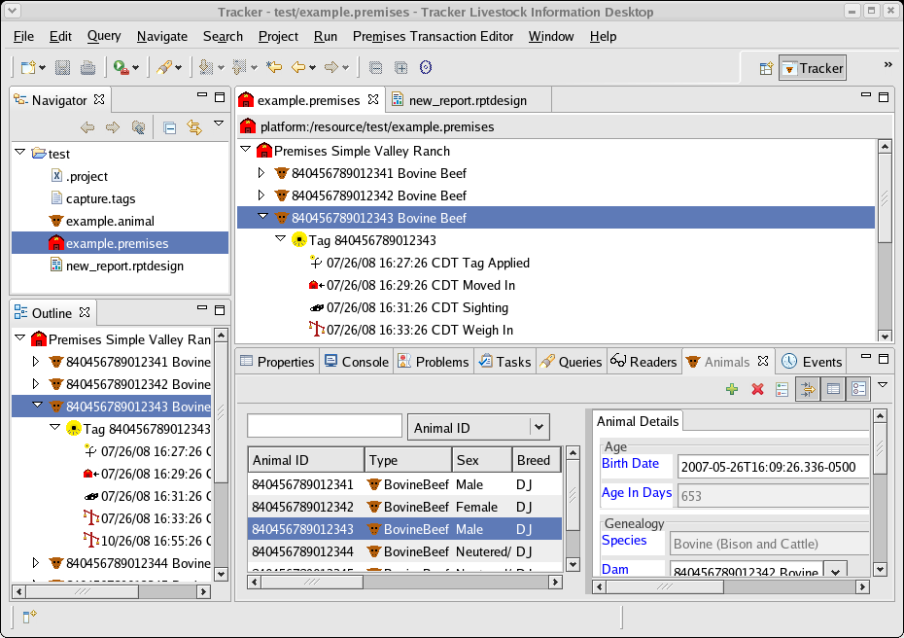 Tracker - test/example.premises - Tracker Livestock Information Desktop
File Edit Query Navigate Search Project Run Premises Transaction Editor Window Help
Tracker
»
Navigator
test
.project
capture.tags
example.animal
example.premises
new_report.rptdesign
Outline
Premises Simple Valley Ran
840456789012341 Bovine
840456789012342 Bovine
840456789012343 Bovine
Tag 840456789012343
07/26/08 16:27:26 C
07/26/08 16:29:26 C
07/26/08 16:31:26 C
07/26/08 16:33:26 C
10/26/08 16:55:26 C
840456789012344 Bovine
example.premises new_report.rptdesign
platform:/resource/test/example.premises
Premises Simple Valley Ranch
840456789012341 Bovine Beef
840456789012342 Bovine Beef
840456789012343 Bovine Beef
Tag 840456789012343
07/26/08 16:27:26 CDT Tag Applied
07/26/08 16:29:26 CDT Moved In
07/26/08 16:31:26 CDT Sighting
07/26/08 16:33:26 CDT Weigh In
Properties Console Problems Tasks Queries Readers Animals Events
Animal ID
Animal ID Type Sex Breed
840456789012341 BovineBeef Male DJ
840456789012342 BovineBeef Female DJ
840456789012343 BovineBeef Male DJ
840456789012344 BovineBeef Neutered/ DJ
Animal Details
Age
Birth Date 2007-05-26T16:09:26.336-0500
Age In Days 653
Genealogy
Species Bovine (Bison and Cattle)
Dam 840456789012342 Bovine